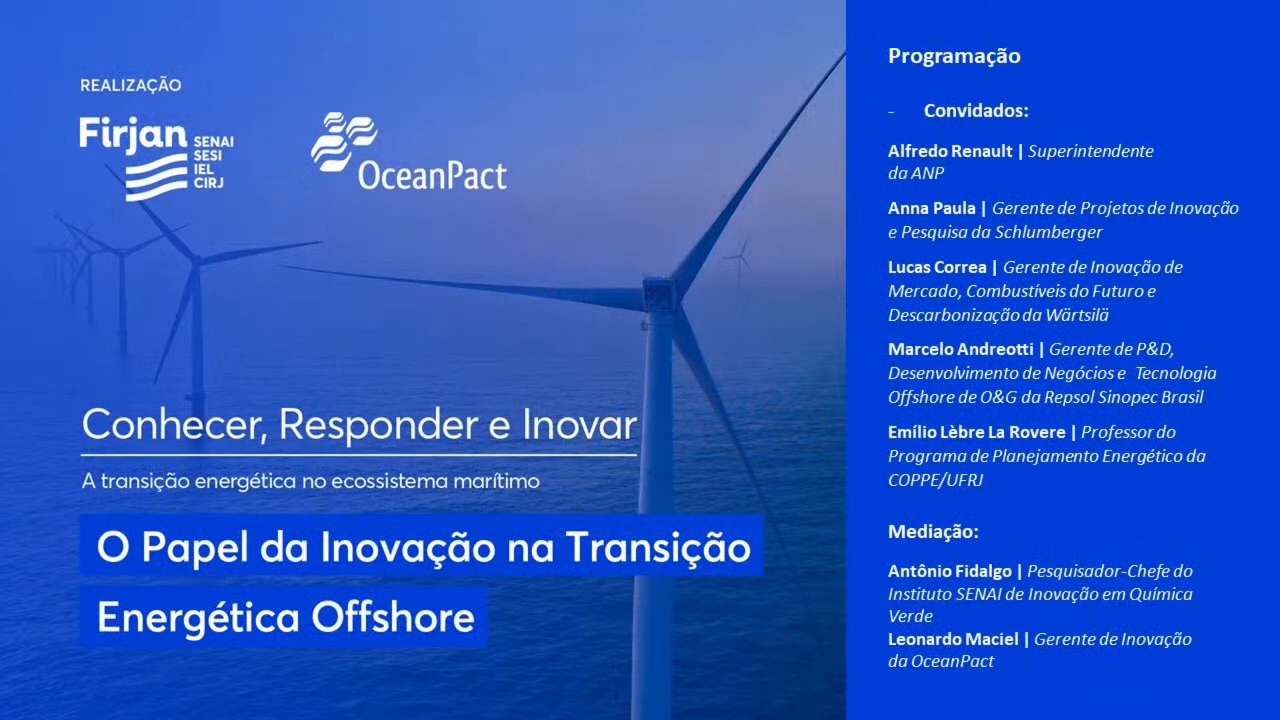 REALIZAÇÃO
Firjan
SENAI
SESI
IEL
CIRJ
OceanPact
Conhecer, Responder e Inovar
A transição energética no ecossistema marítimo
O Papel da Inovação na Transição
Energética Offshore
Programação
- Convidados:
Alfredo Renault | Superintendente
da ANP
Anna Paula | Gerente de Projetos de Inovação
e Pesquisa da Schlumberger
Lucas Correa | Gerente de Inovação de
Mercado, Combustíveis do Futuro e
Descarbonização da Wärtsilä
Marcelo Andreotti | Gerente de P&D,
Desenvolvimento de Negócios e Tecnologia
Offshore de O&G da Repsol Sinopec Brasil
Emílio Lèbre La Rovere | Professor do
Programa de Planejamento Energético da
COPPE/UFRJ
Mediação:
Antônio Fidalgo | Pesquisador-Chefe do
Instituto SENAI de Inovação em Química
Verde
Leonardo Maciel | Gerente de Inovação
da OceanPact